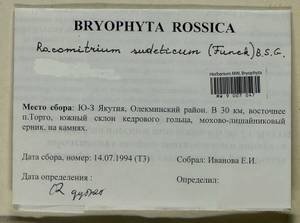 BRYOPHYTA ROSSICA
Racomitrium sudeticum (Funck) B.S.G.
Herbarium MW, Bryophyta
Место сбора: Ю-З Якутия, Олекминский район. В 30 км, восточнее
п.Торго, южный склон кедрового гольца, мохово-лишайниковый
ерник, на камнях.
Дата сбора, номер: 14.07.1994 (Т3) Собрал: Иванова Е.И.
Дата определения : Определил: